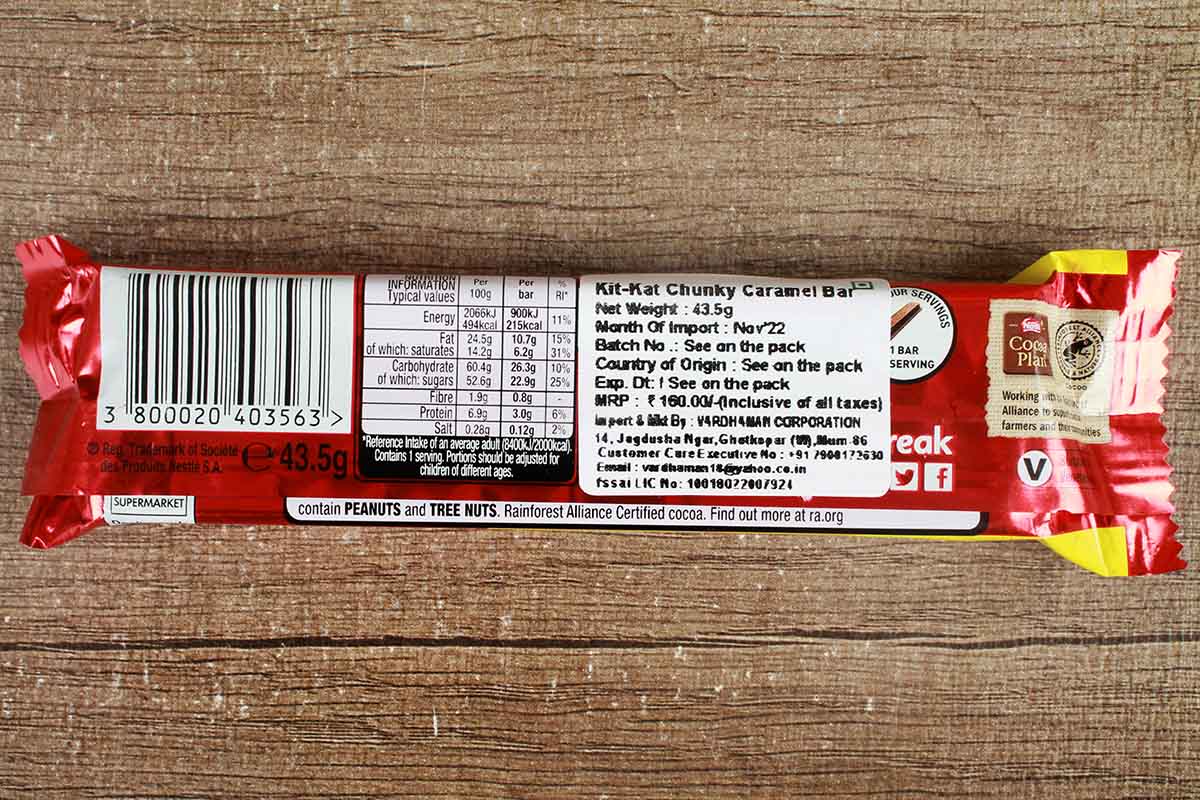 3 800020 403563 >
Reg. Trademark of Société
des Produits Nestlé S.A.
e 43.5g
SUPERMARKET
NUTRITION INFORMATION
Typical values Per 100g Per bar % RI*
Energy 2066kJ 900kJ 11%
494kcal 215kcal
Fat 24.5g 10.7g 15%
of which: saturates 14.2g 6.2g 31%
Carbohydrate 60.4g 26.3g 10%
of which: sugars 52.6g 22.9g 25%
Fibre 1.9g 0.8g -
Protein 6.9g 3.0g 6%
Salt 0.28g 0.12g 2%
*Reference Intake of an average adult (8400kJ/2000kcal).
Contains 1 serving. Portions should be adjusted for
children of different ages.
Kit-Kat Chunky Caramel Bar
Net Weight : 43.5g
Month Of Import : Nov'22
Batch No .: See on the pack
Country of Origin : See on the pack
Exp. Dt: ! See on the pack
MRP : ₹ 160.00/-(Inclusive of all taxes)
Import & Mkt By : VARDHAMAN CORPORATION
14, Jagdusha Ngr,Ghatkopar (W),Mum-86
Customer Care Executive No : +91 7900172630
Email : vardhaman18@yahoo.co.in
fssai LIC No: 10018022007924
OUR SERVINGS
1 BAR
SERVING
reak
V
Nestlé
Cocoa
Plan
Working with
Alliance to
farmers and
contain PEANUTS and TREE NUTS. Rainforest Alliance Certified cocoa. Find out more at ra.org